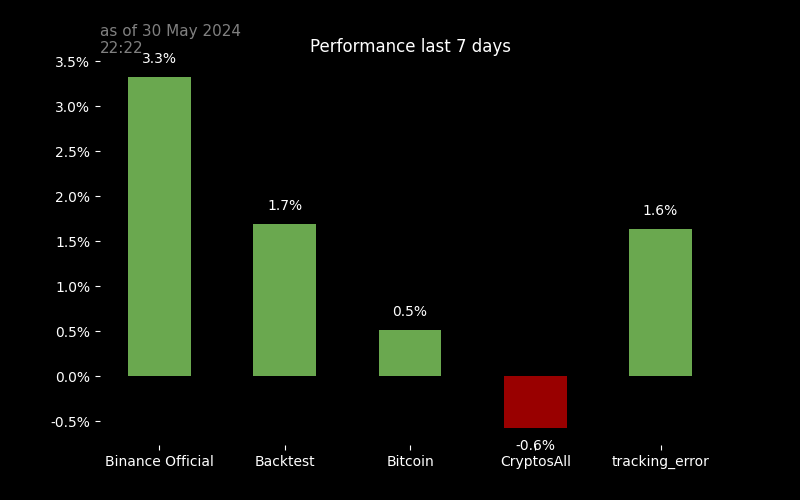 as of 30 May 2024
22:22
Performance last 7 days
3.5%
3.0%
2.5%
2.0%
1.5%
1.0%
0.5%
0.0%
-0.5%
3.3%
1.7%
0.5%
-0.6%
1.6%
Binance Official
Backtest
Bitcoin
CryptosAll
tracking_error